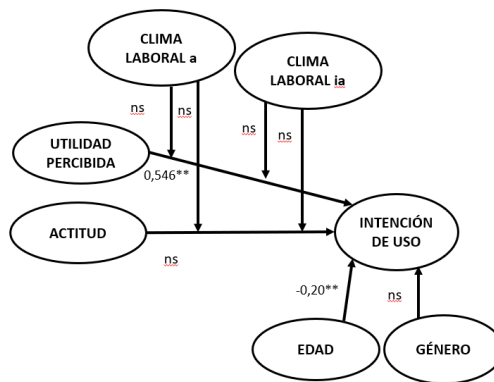 CLIMA
LABORAL a
CLIMA
LABORAL ia
ns
ns
ns
ns
UTILIDAD
PERCIBIDA
0,546**
ACTITUD
ns
INTENCIÓN
DE USO
-0,20**
ns
EDAD
GÉNERO